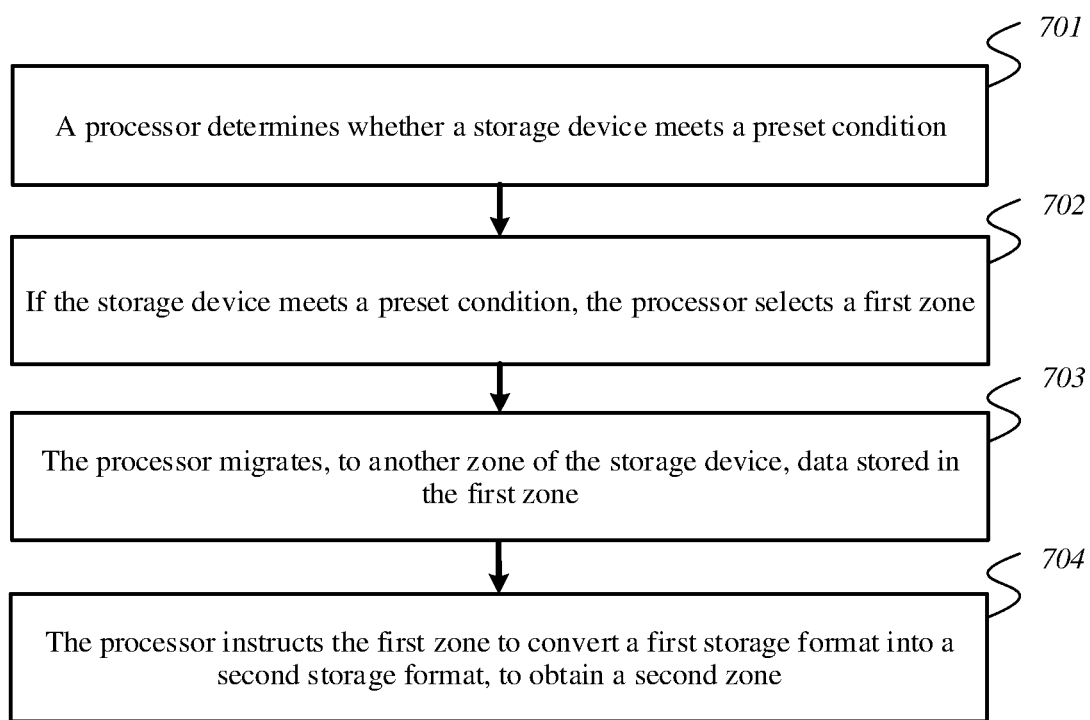 701
A processor determines whether a storage device meets a preset condition
702
If the storage device meets a preset condition, the processor selects a first zone
703
The processor migrates, to another zone of the storage device, data stored in
the first zone
704
The processor instructs the first zone to convert a first storage format into a
second storage format, to obtain a second zone